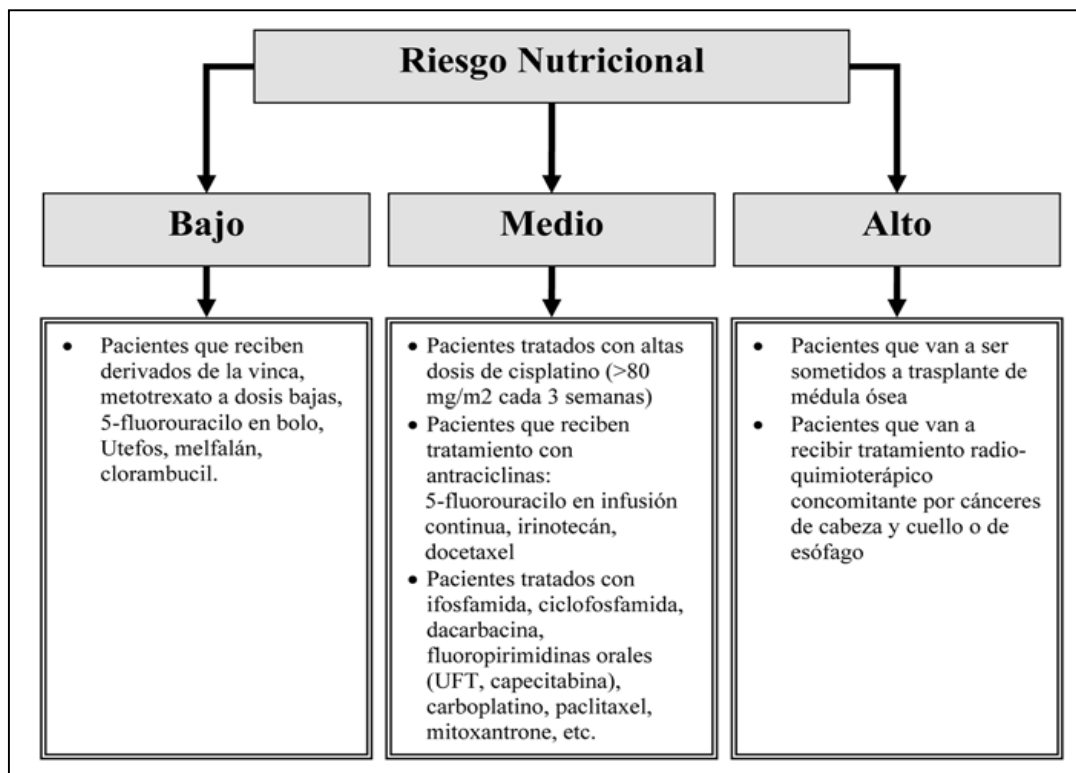 Riesgo Nutricional
Bajo
Medio
Alto
• Pacientes que reciben
derivados de la vinca,
metotrexato a dosis bajas,
5-fluorouracilo en bolo,
Utefos, melfalán,
clorambucil.
• Pacientes tratados con altas
dosis de cisplatino (>80
mg/m2 cada 3 semanas)
• Pacientes que reciben
tratamiento con
antraciclinas:
5-fluorouracilo en infusión
continua, irinotecán,
docetaxel
• Pacientes tratados con
ifosfamida, ciclofosfamida,
dacarbacina,
fluoropirimidinas orales
(UFT, capecitabina),
carboplatino, paclitaxel,
mitoxantrone, etc.
• Pacientes que van a ser
sometidos a trasplante de
médula ósea
• Pacientes que van a
recibir tratamiento radio-
quimioterápico
concomitante por cánceres
de cabeza y cuello o de
esófago